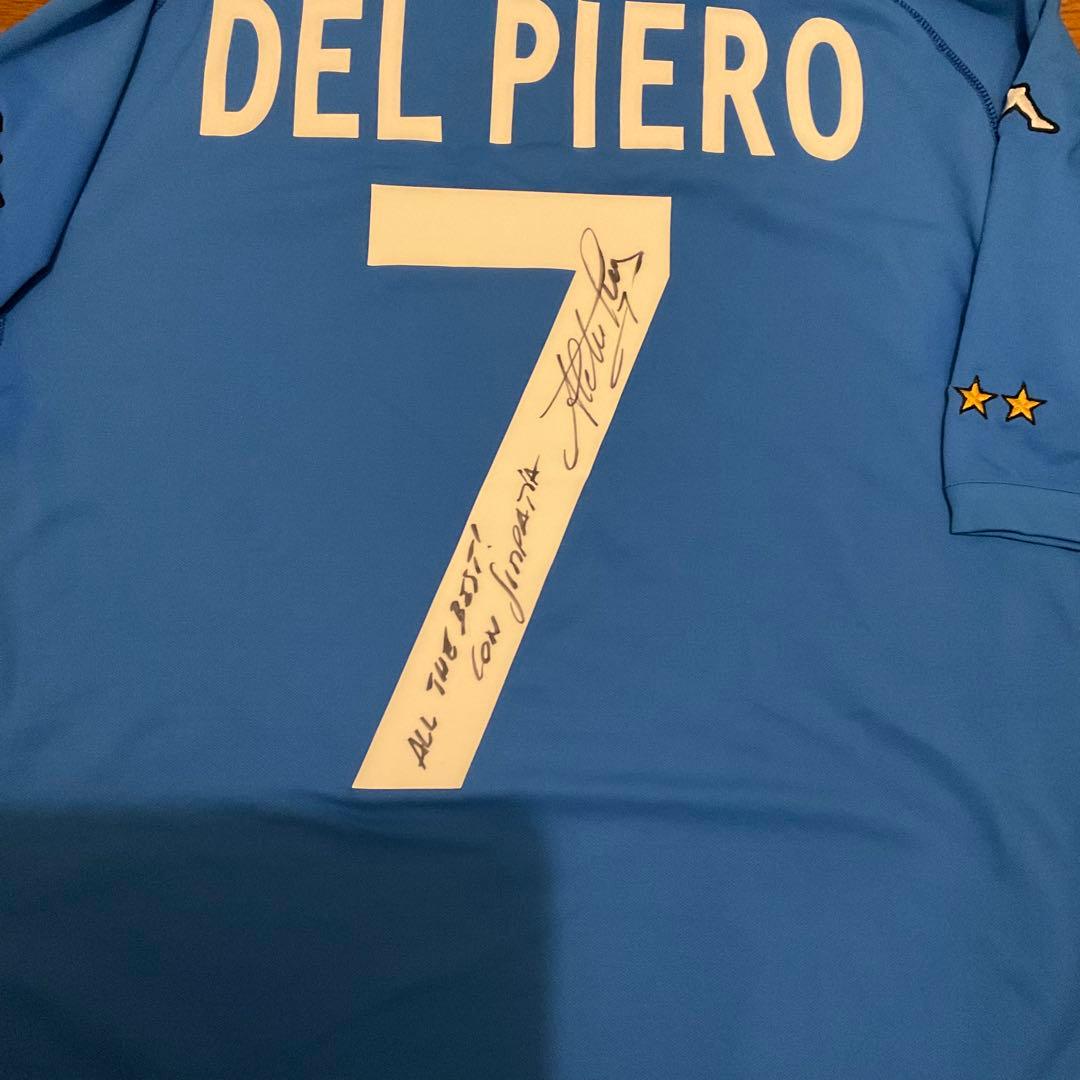 DEL PIERO
7
ALL THE BEST!
CON SIMPATIA